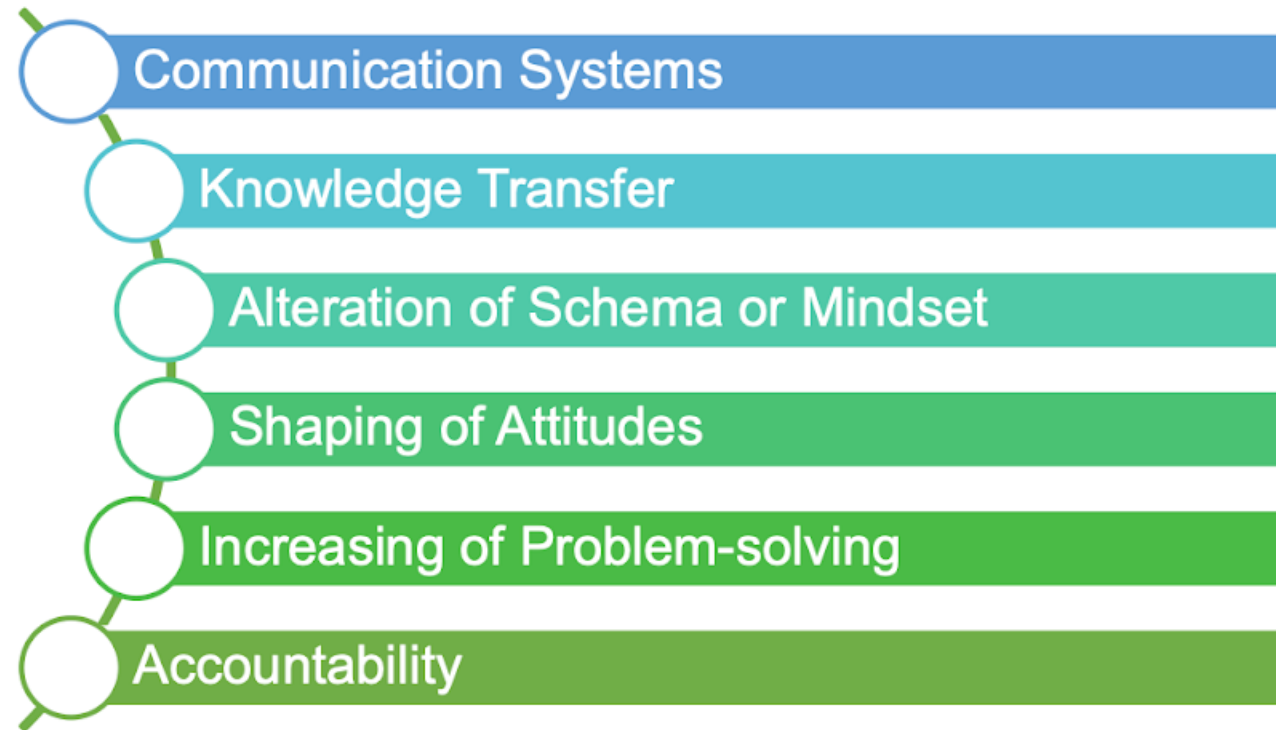 Communication Systems
Knowledge Transfer
Alteration of Schema or Mindset
Shaping of Attitudes
Increasing of Problem-solving
Accountability